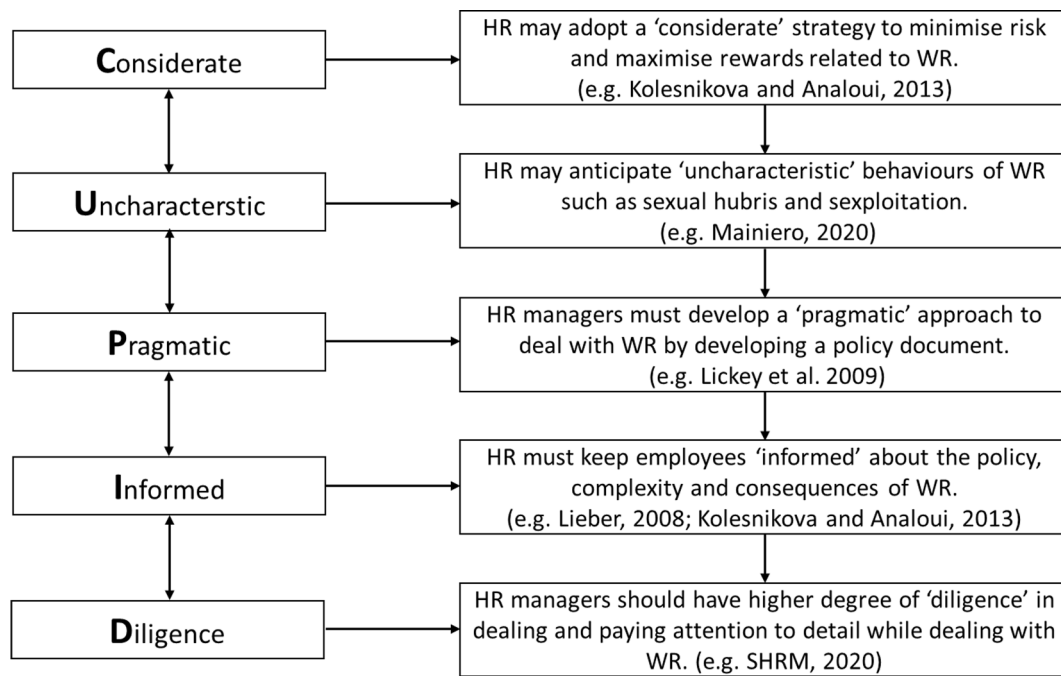 Considerate
HR may adopt a ‘considerate’ strategy to minimise risk
and maximise rewards related to WR.
(e.g. Kolesnikova and Analoui, 2013)
Uncharacterstic
HR may anticipate ‘uncharacteristic’ behaviours of WR
such as sexual hubris and sexploitation.
(e.g. Mainiero, 2020)
Pragmatic
HR managers must develop a ‘pragmatic’ approach to
deal with WR by developing a policy document.
(e.g. Lickey et al. 2009)
Informed
HR must keep employees ‘informed’ about the policy,
complexity and consequences of WR.
(e.g. Lieber, 2008; Kolesnikova and Analoui, 2013)
Diligence
HR managers should have higher degree of ‘diligence’ in
dealing and paying attention to detail while dealing with
WR. (e.g. SHRM, 2020)